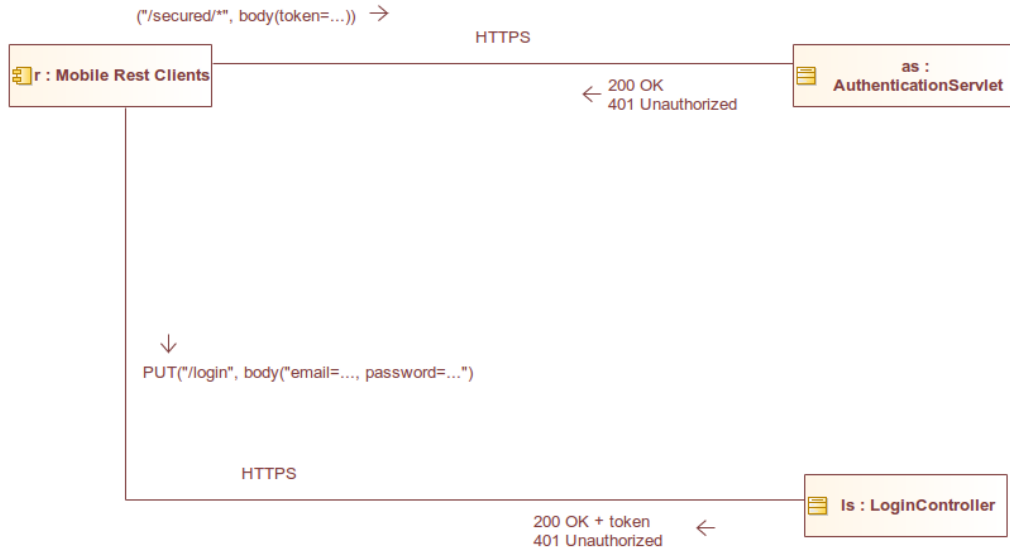 ("/secured/*", body(token=...))
HTTPS
r : Mobile Rest Clients
as :
AuthenticationServlet
200 OK
401 Unauthorized
PUT("/login", body("email=..., password=...")
HTTPS
ls : LoginController
200 OK + token
401 Unauthorized